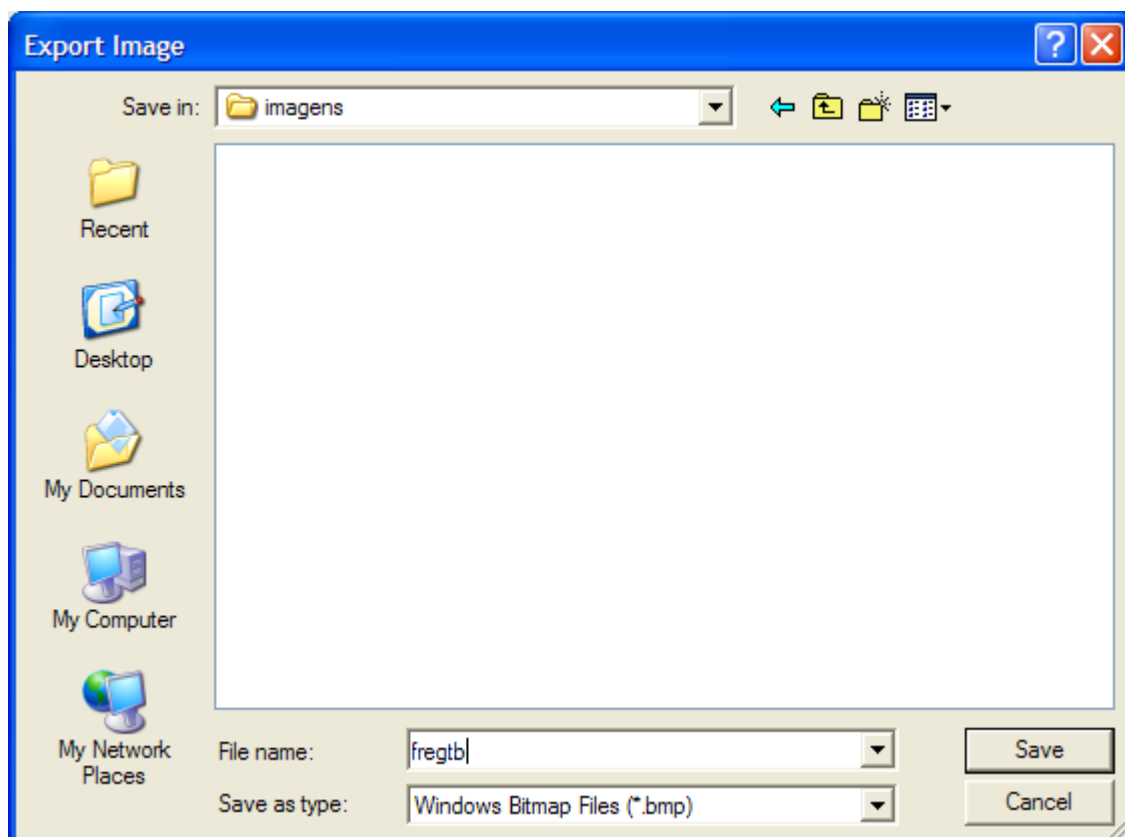 Export Image
Save in: imagens
Recent
Desktop
My Documents
My Computer
My Network
Places
File name: fregtb Save
Save as type: Windows Bitmap Files (*.bmp) Cancel